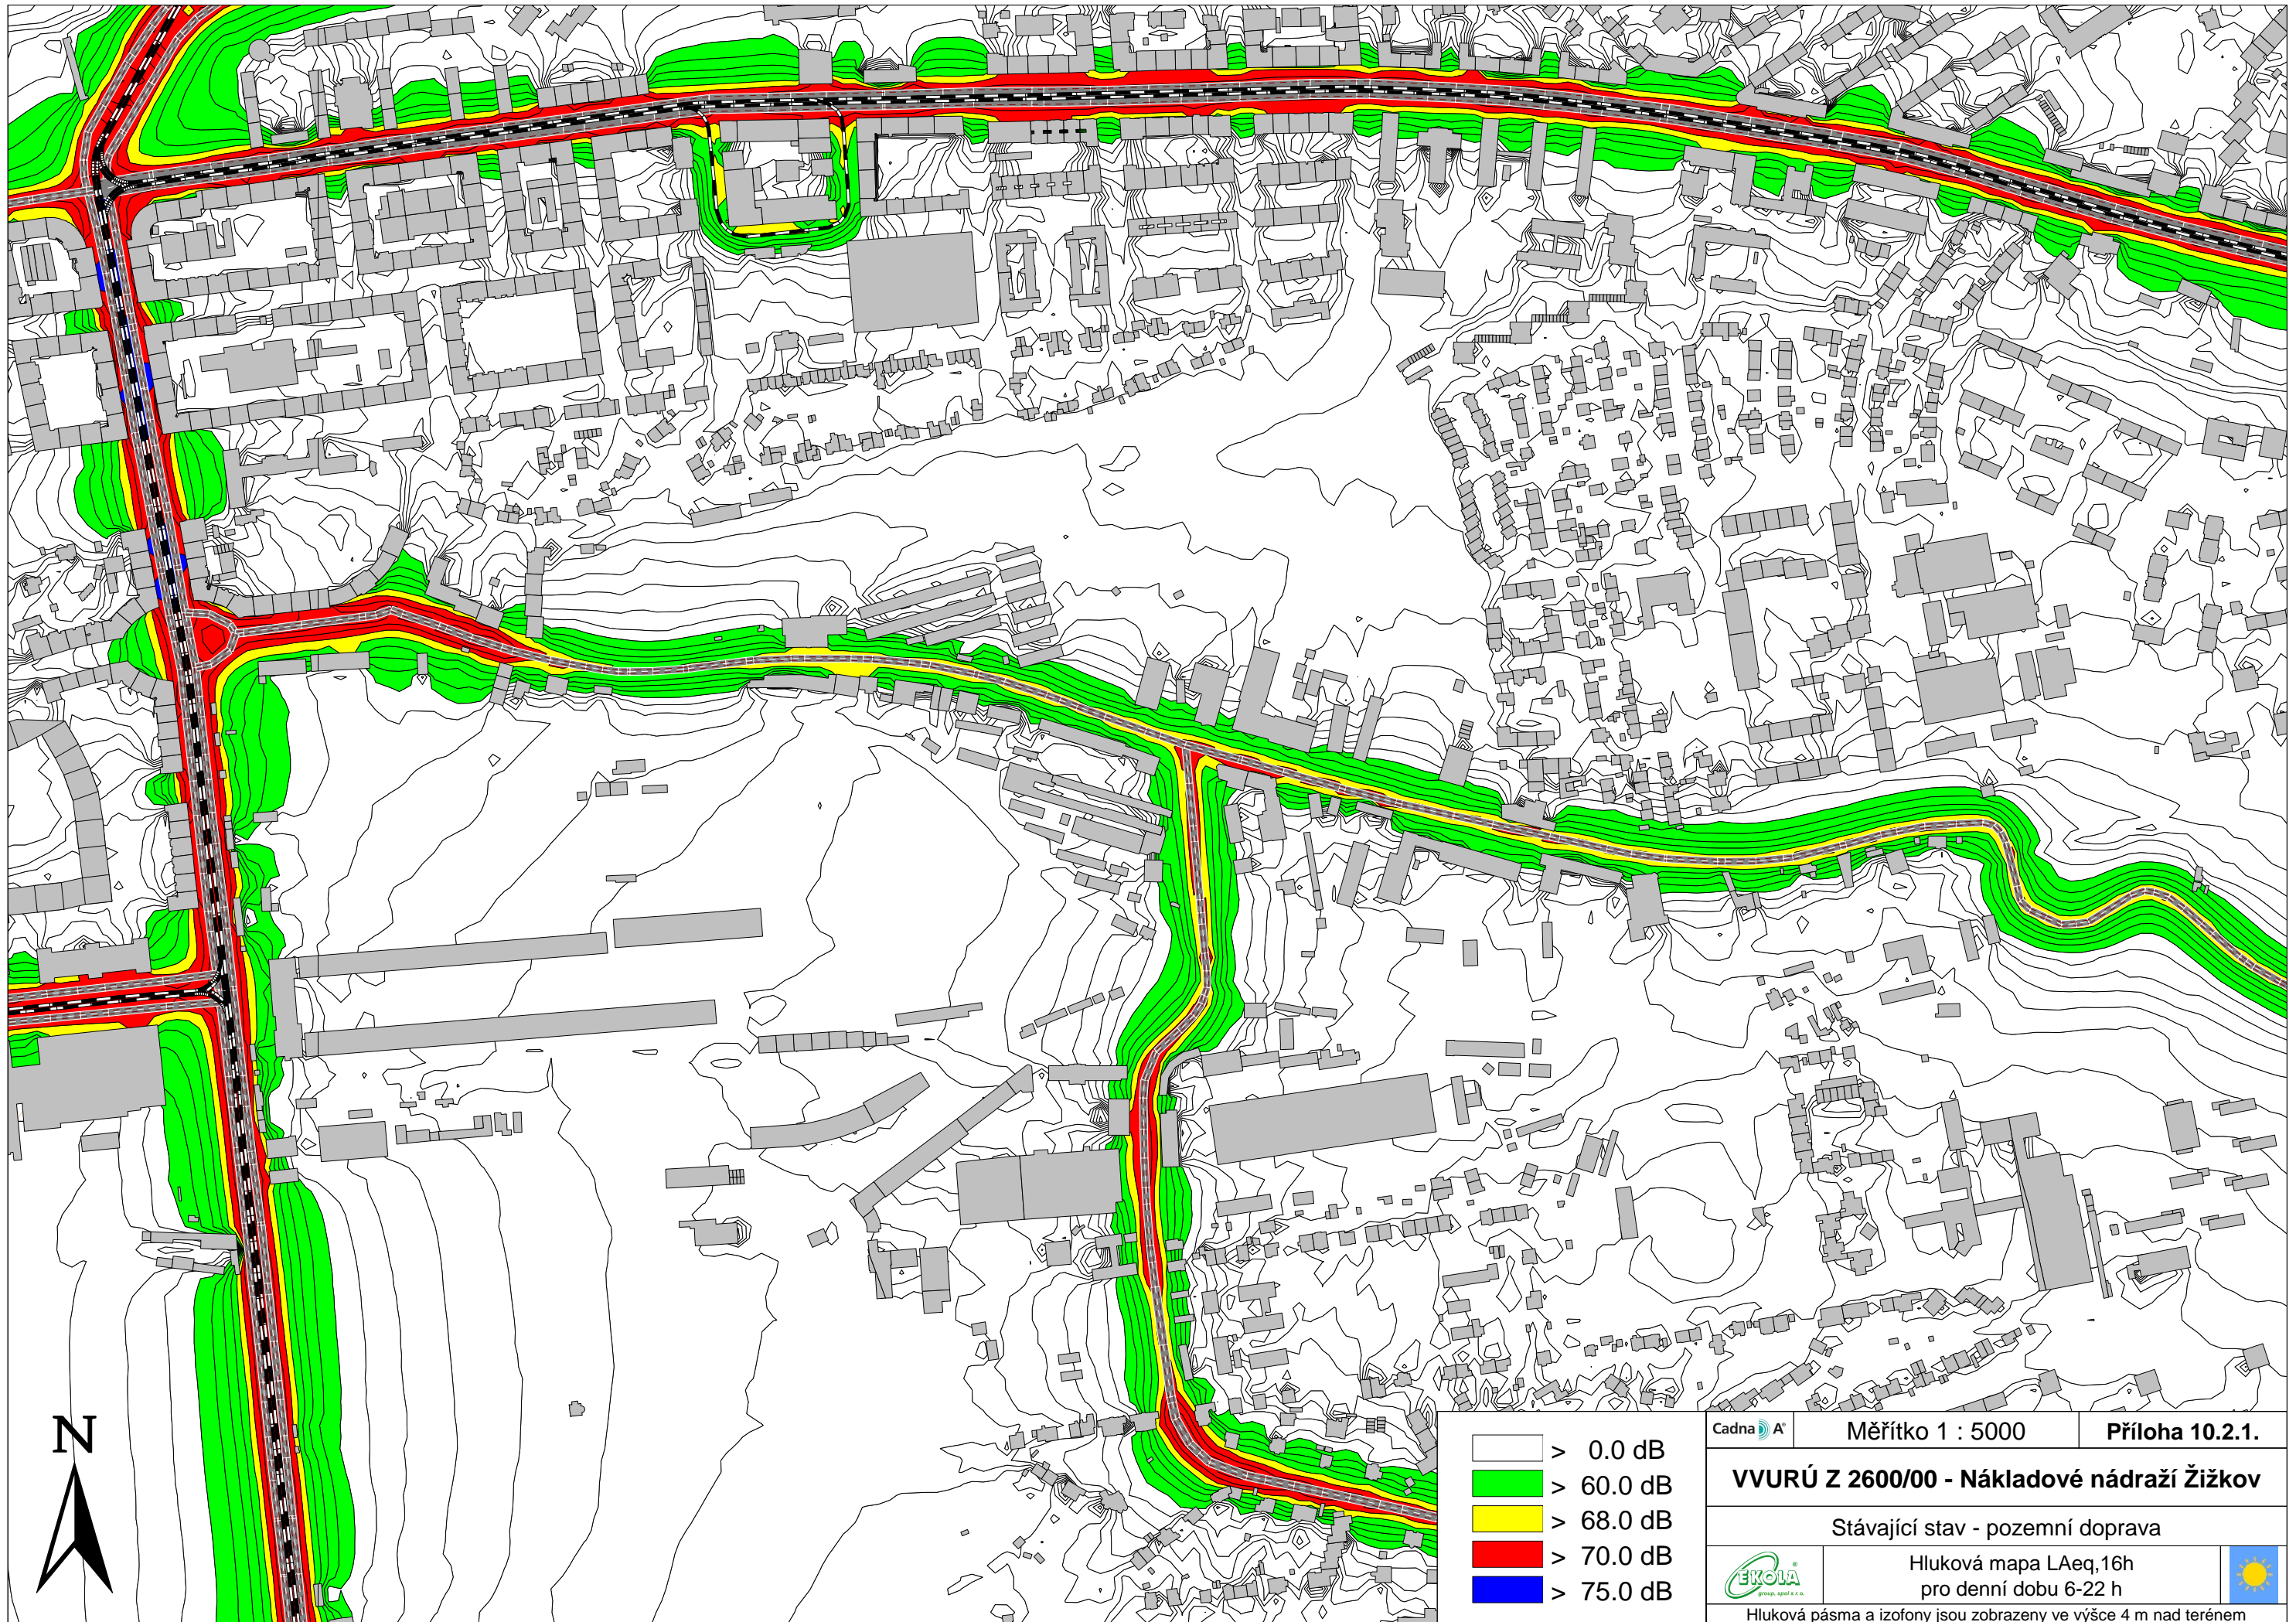 N
> 0.0 dB
> 60.0 dB
> 68.0 dB
> 70.0 dB
> 75.0 dB
Cadna A®
Měřítko 1 : 5000
Příloha 10.2.1.
VVURÚ Z 2600/00 - Nákladové nádraží Žižkov
Stávající stav - pozemní doprava
EKOLA ®
group, spol s r.o.
Hluková mapa LAeq,16h
pro denní dobu 6-22 h
Hluková pásma a izofony jsou zobrazeny ve výšce 4 m nad terénem